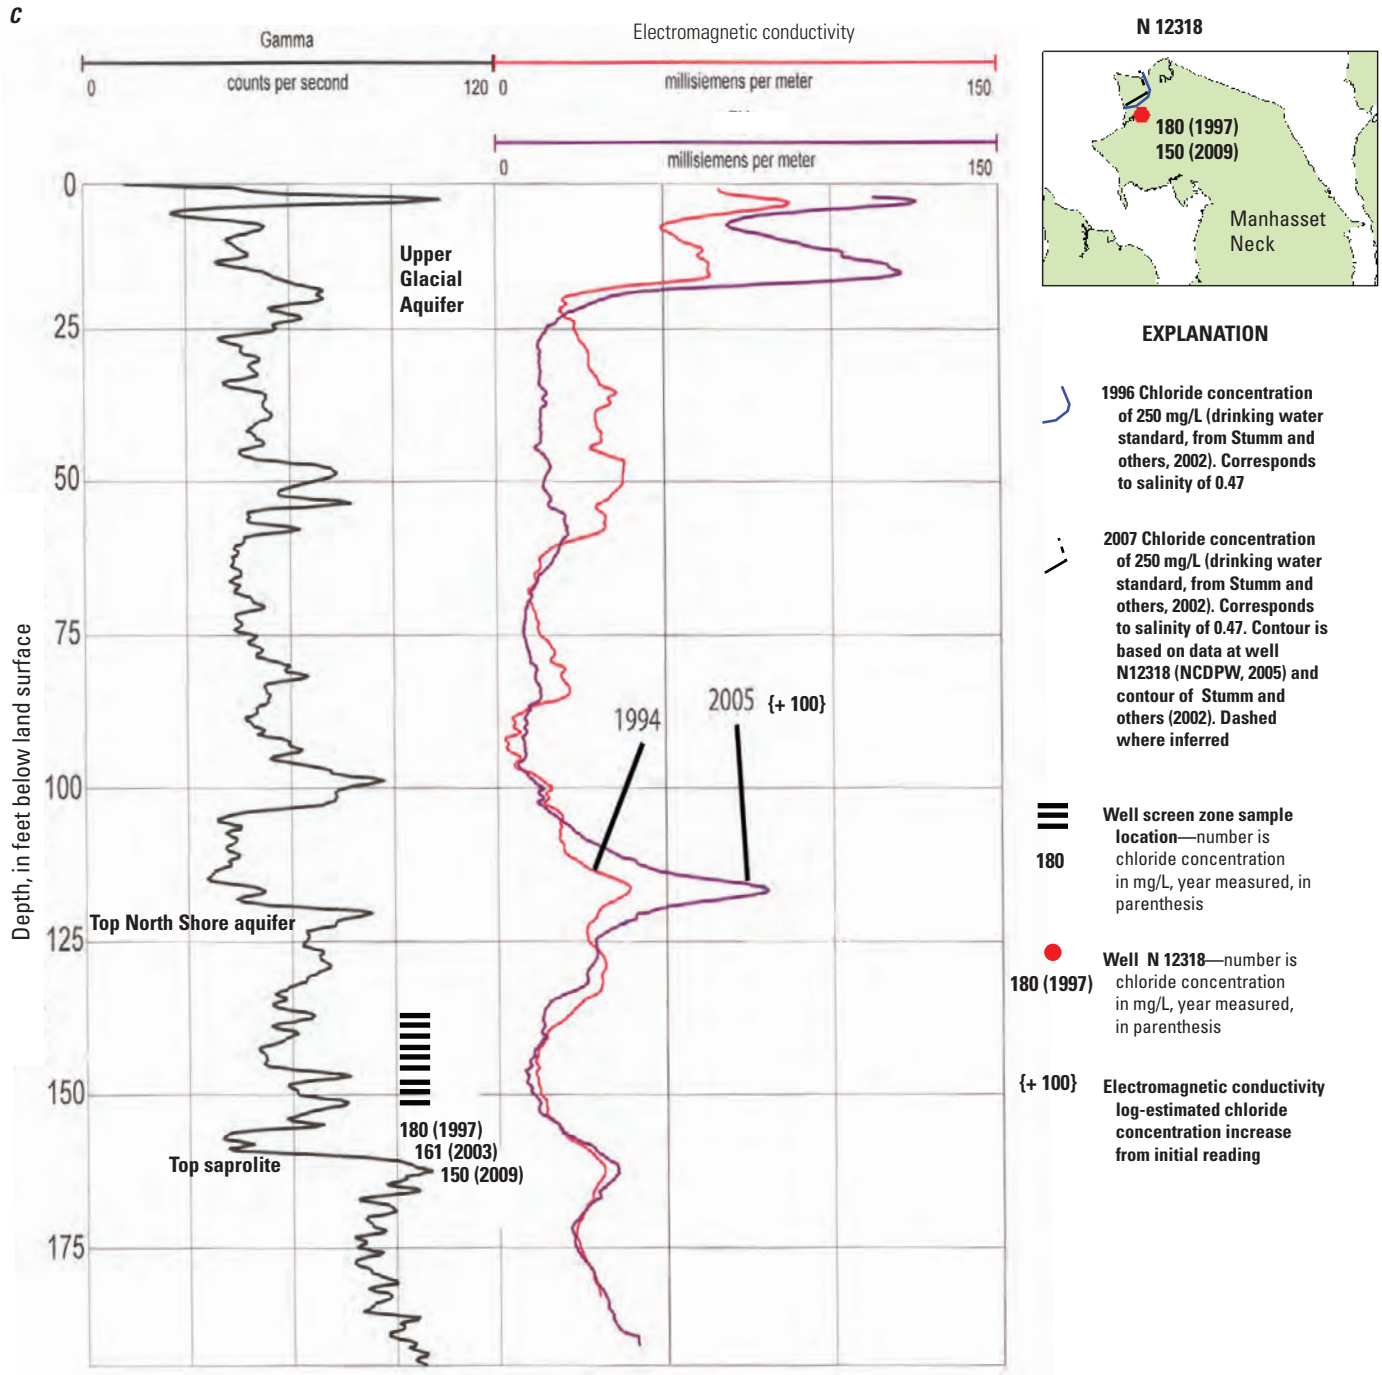 C
Gamma
counts per second
0 120
Electromagnetic conductivity
millisiemens per meter
0 150
millisiemens per meter
0 150
Depth, in feet below land surface
0
25
50
75
100
125
150
175
Upper
Glacial
Aquifer
1994
2005 {+ 100}
Top North Shore aquifer
180 (1997)
161 (2003)
150 (2009)
Top saprolite
N 12318
180 (1997)
150 (2009)
Manhasset
Neck
EXPLANATION
1996 Chloride concentration
of 250 mg/L (drinking water
standard, from Stumm and
others, 2002). Corresponds
to salinity of 0.47
2007 Chloride concentration
of 250 mg/L (drinking water
standard, from Stumm and
others, 2002). Corresponds
to salinity of 0.47. Contour is
based on data at well
N12318 (NCDPW, 2005) and
contour of Stumm and
others (2002). Dashed
where inferred
180
Well screen zone sample
location—number is
chloride concentration
in mg/L, year measured, in
parenthesis
180 (1997)
Well N 12318—number is
chloride concentration
in mg/L, year measured,
in parenthesis
{+ 100}
Electromagnetic conductivity
log-estimated chloride
concentration increase
from initial reading